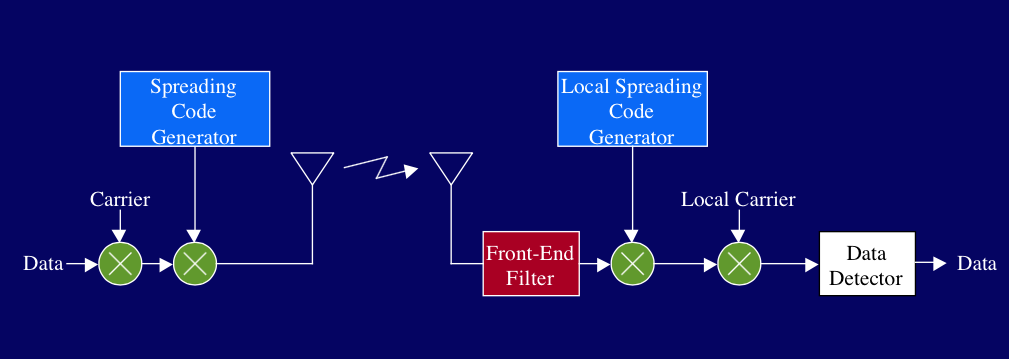 Spreading
Code
Generator
Local Spreading
Code
Generator
Carrier
Local Carrier
Data
Front-End
Filter
Data
Detector
Data